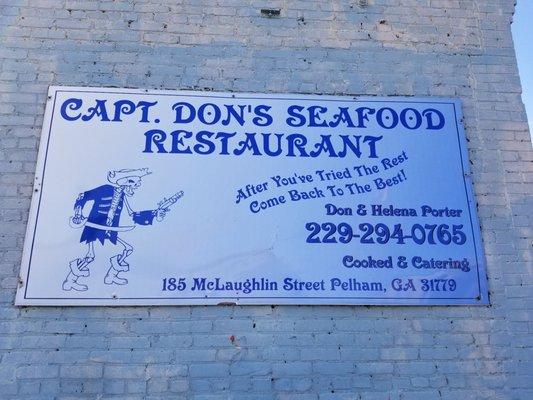 Capt. Don's Seafood
Restaurant
After You've Tried The Rest
Come Back To The Best!
Don & Helena Porter
229-294-0765
Cooked & Catering
185 McLaughlin Street Pelham, GA 31779